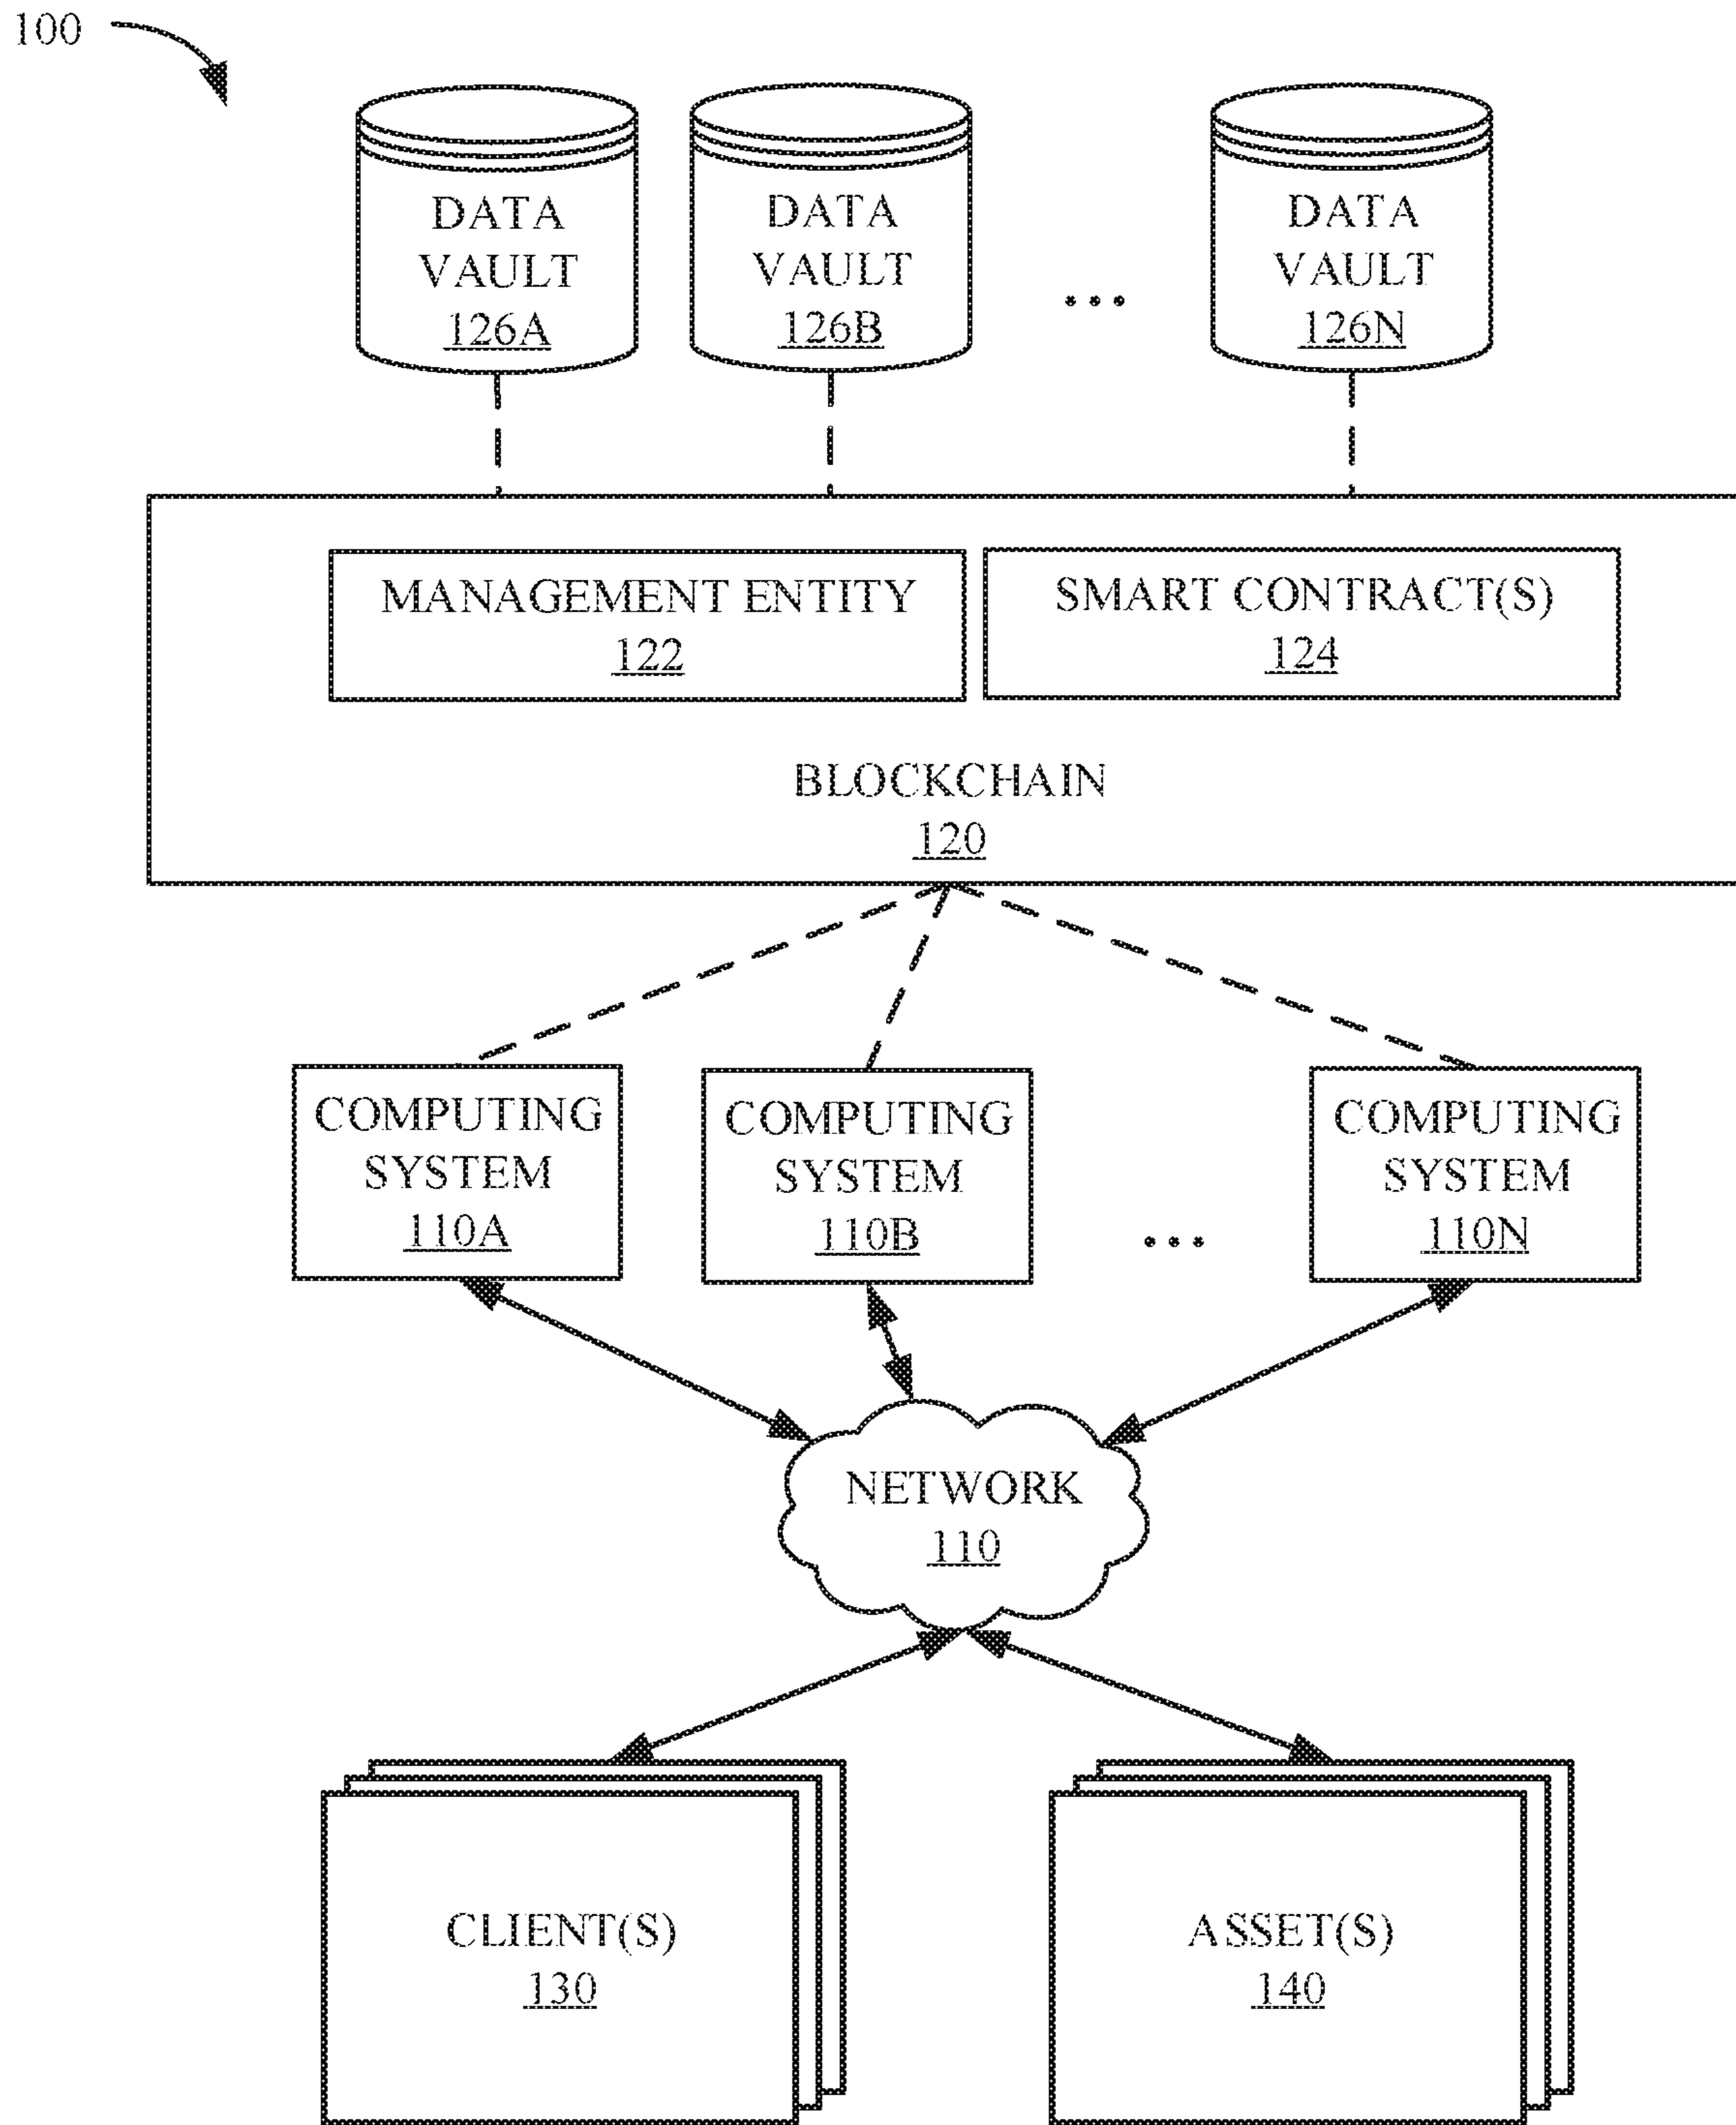 100
DATA
VAULT
126A
DATA
VAULT
126B
...
DATA
VAULT
126N
MANAGEMENT ENTITY
122
SMART CONTRACT(S)
124
BLOCKCHAIN
120
COMPUTING
SYSTEM
110A
COMPUTING
SYSTEM
110B
...
COMPUTING
SYSTEM
110N
NETWORK
110
CLIENT(S)
130
ASSET(S)
140